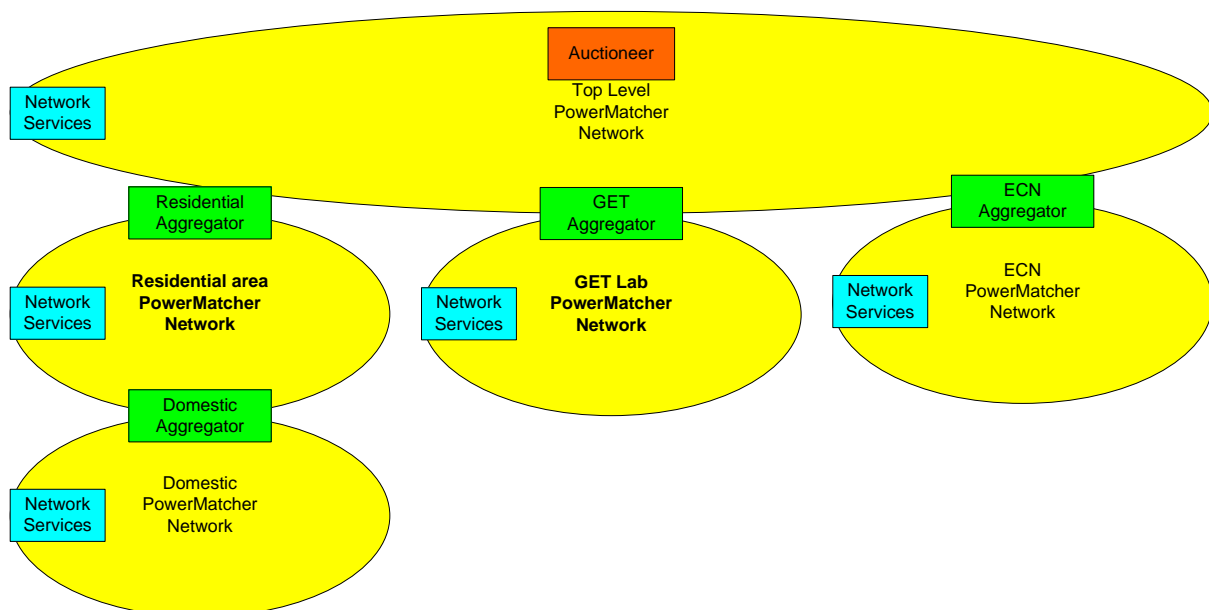 Auctioneer
Top Level
PowerMatcher
Network
Network
Services
Residential
Aggregator
GET
Aggregator
ECN
Aggregator
Residential area
PowerMatcher
Network
Network
Services
GET Lab
PowerMatcher
Network
Network
Services
ECN
PowerMatcher
Network
Network
Services
Domestic
Aggregator
Domestic
PowerMatcher
Network
Network
Services